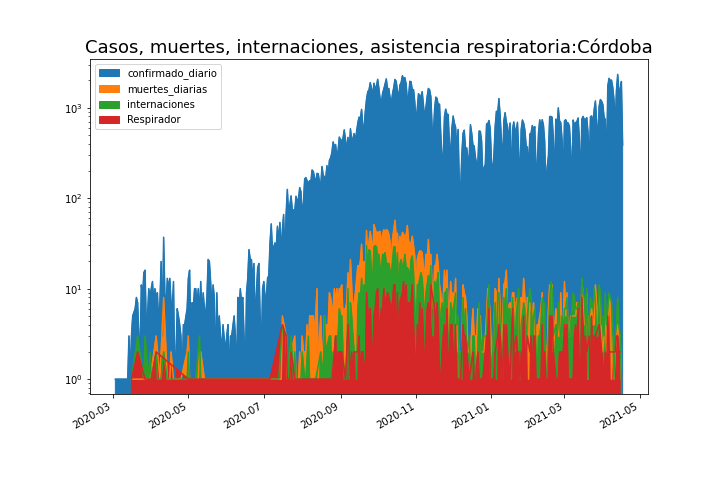 Casos, muertes, internaciones, asistencia respiratoria:Córdoba
confirmado_diario
muertes_diarias
internaciones
Respirador
10³
10²
10¹
10⁰
2020-03
2020-05
2020-07
2020-09
2020-11
2021-01
2021-03
2021-05